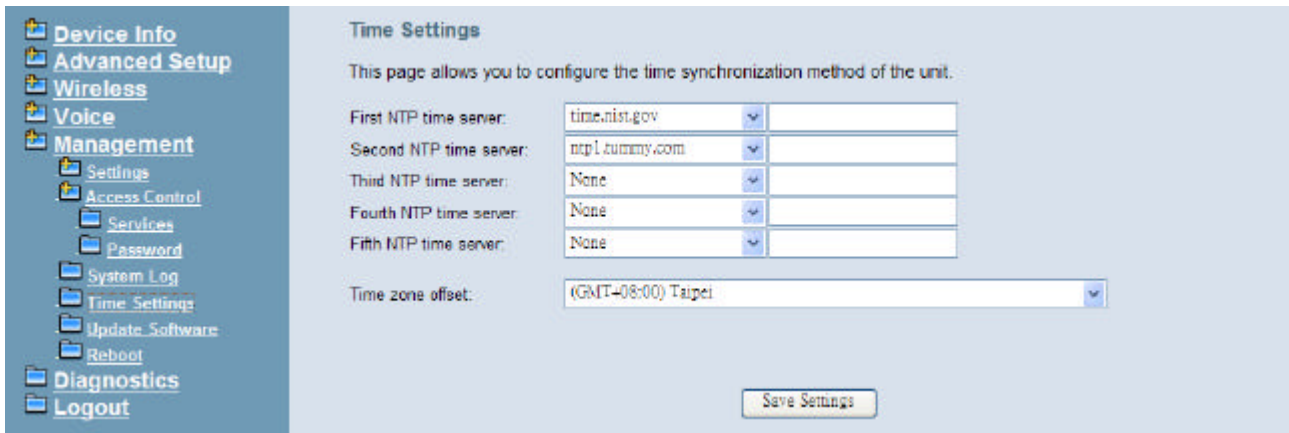 Device Info
Advanced Setup
Wireless
Voice
Management
Settings
Access Control
Services
Password
System Log
Time Settings
Update Software
Reboot
Diagnostics
Logout
Time Settings
This page allows you to configure the time synchronization method of the unit.
First NTP time server: time.nist.gov
Second NTP time server: ntp1.tummy.com
Third NTP time server: None
Fourth NTP time server: None
Fifth NTP time server: None
Time zone offset: (GMT+08:00) Taipei
Save Settings